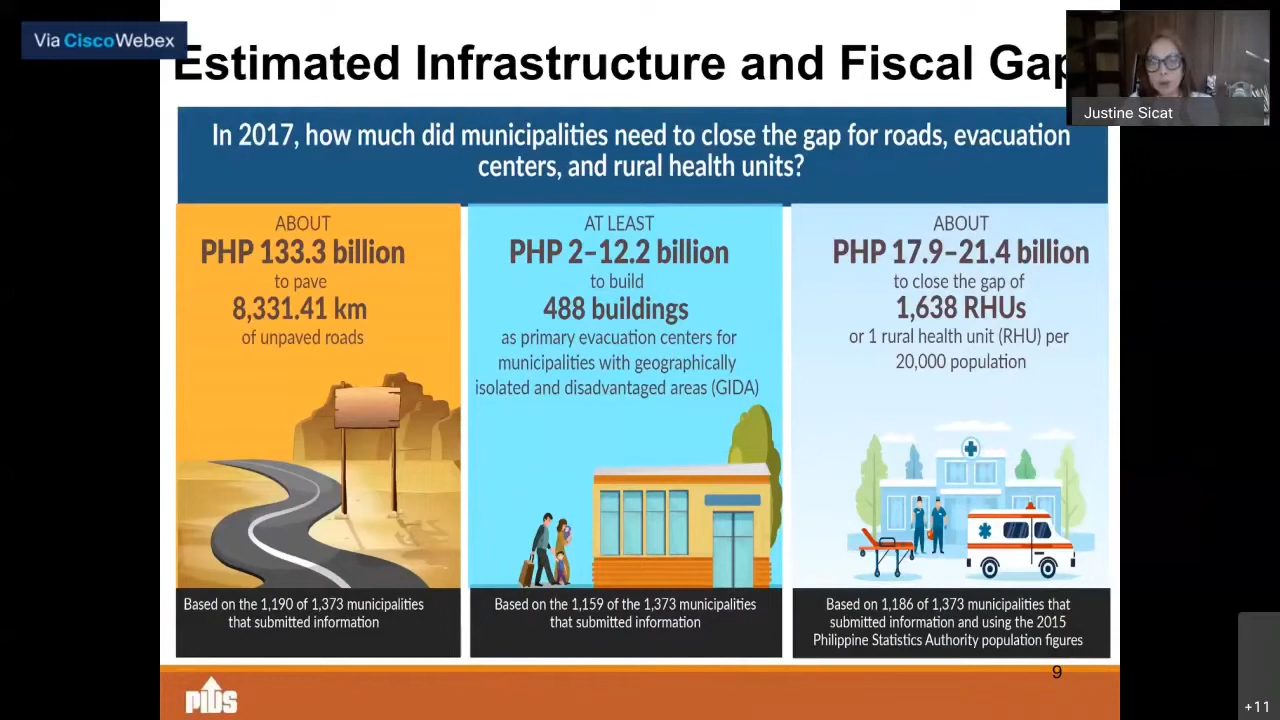 Via CiscoWebex
Estimated Infrastructure and Fiscal Gap
Justine Sicat
In 2017, how much did municipalities need to close the gap for roads, evacuation
centers, and rural health units?
ABOUT
PHP 133.3 billion
to pave
8,331.41 km
of unpaved roads
Based on the 1,190 of 1,373 municipalities
that submitted information
AT LEAST
PHP 2–12.2 billion
to build
488 buildings
as primary evacuation centers for
municipalities with geographically
isolated and disadvantaged areas (GIDA)
Based on the 1,159 of the 1,373 municipalities
that submitted information
ABOUT
PHP 17.9–21.4 billion
to close the gap of
1,638 RHUs
or 1 rural health unit (RHU) per
20,000 population
Based on 1,186 of 1,373 municipalities that
submitted information and using the 2015
Philippine Statistics Authority population figures
9
PIDS
+11